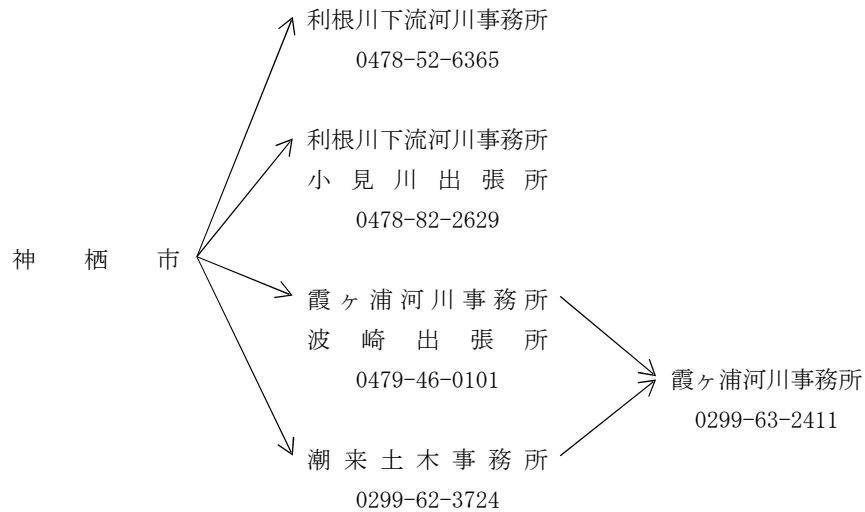 利根川下流河川事務所
0478-52-6365
利根川下流河川事務所
小見川出張所
0478-82-2629
神栖市
霞ヶ浦河川事務所
波崎出張所
0479-46-0101
霞ヶ浦河川事務所
0299-63-2411
潮来土木事務所
0299-62-3724